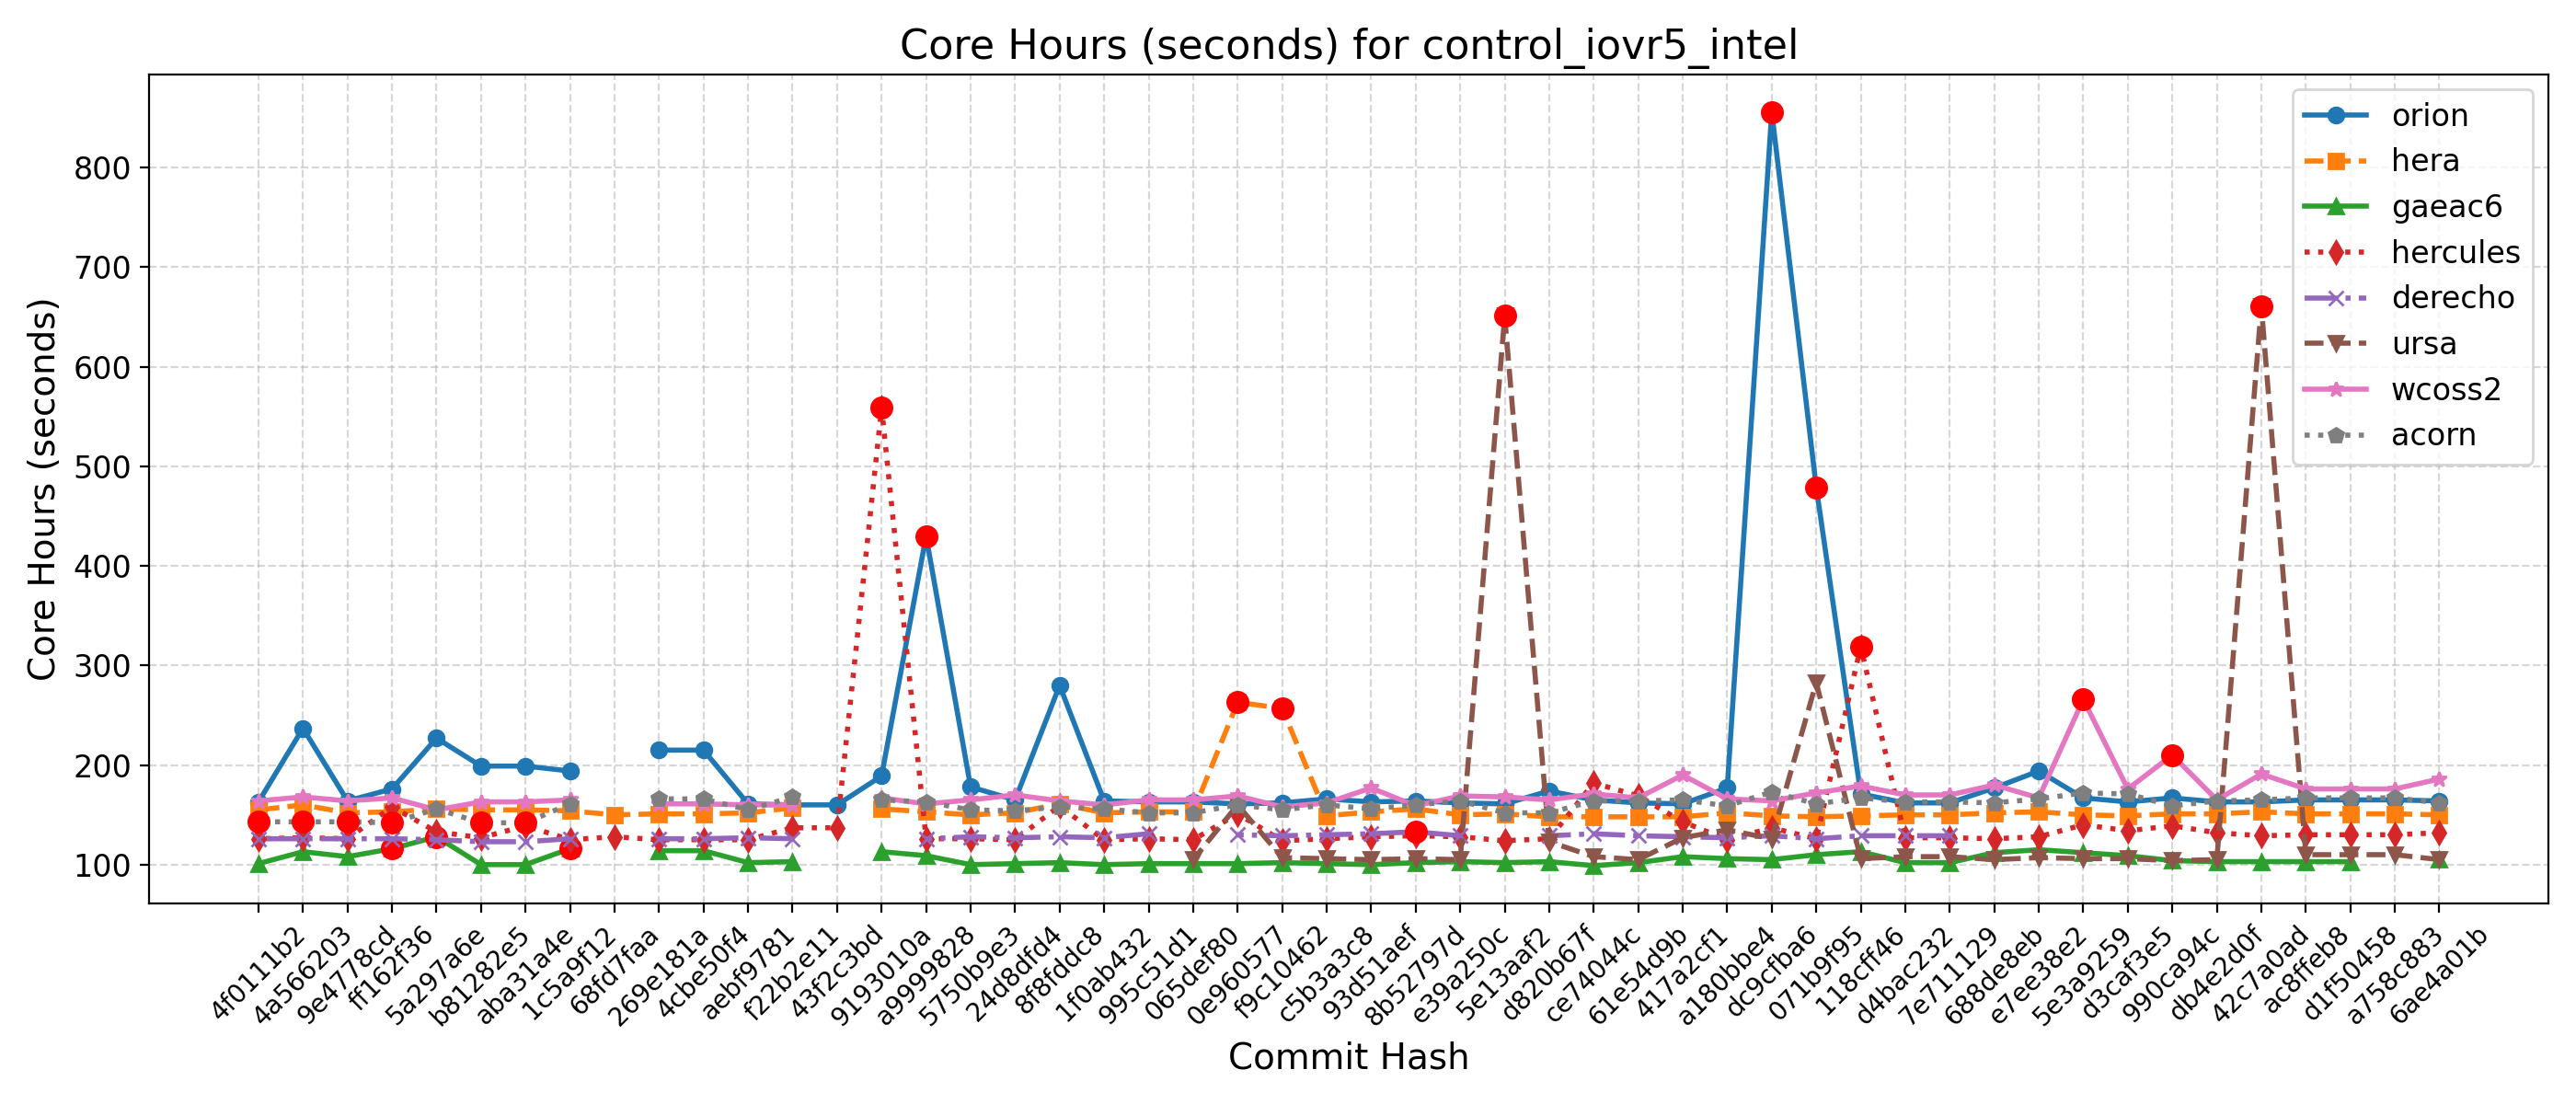 Core Hours (seconds) for control_iovr5_intel
Core Hours (seconds)
800
700
600
500
400
300
200
100
orion
hera
gaeac6
hercules
derecho
ursa
wcoss2
acorn
4f0111b2
4a566203
9e4778cd
ff162f36
5a297a6e
b81282e5
aba31a4e
1c5a9f12
68fd7faa
269e181a
4cbe50f4
aebf9781
f22b2e11
43f2c3bd
9193010a
a9999828
5750b9e3
24d8dfd4
8f8fddc8
1f0ab432
995c51d1
065def80
0e960577
f9c10462
c5b3a3c8
93d51aef
8b52797d
e39a250c
5e13aaf2
d820b67f
ce74044c
61e54d9b
417a2cf1
a180bbe4
dc9cfba6
071b9f95
118cff46
d4bac232
7e711129
688de8eb
e7ee38e2
5e3a9259
d3caf3e5
990ca94c
db4e2d0f
42c7a0ad
ac8ffeb8
d1f50458
a758c883
6ae4a01b
Commit Hash